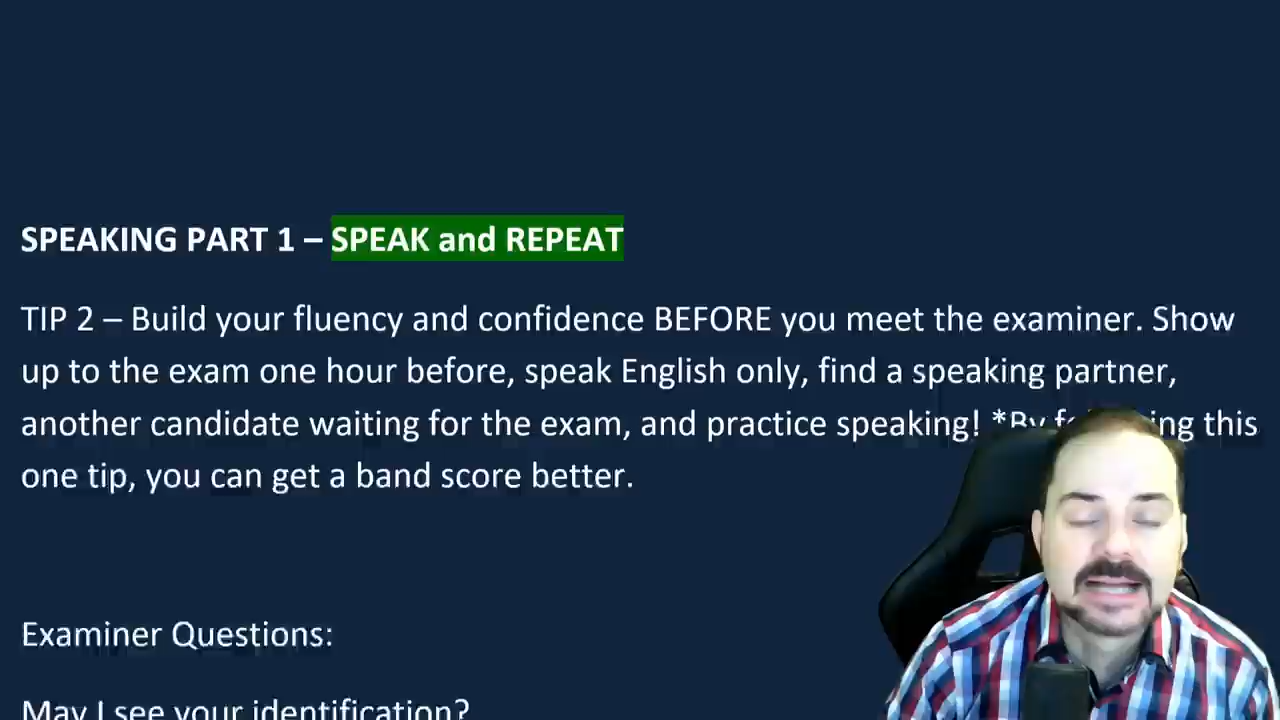 SPEAKING PART 1 – SPEAK and REPEAT
TIP 2 – Build your fluency and confidence BEFORE you meet the examiner. Show
up to the exam one hour before, speak English only, find a speaking partner,
another candidate waiting for the exam, and practice speaking! *By this
one tip, you can get a band score better.
Examiner Questions:
May I see your identification?